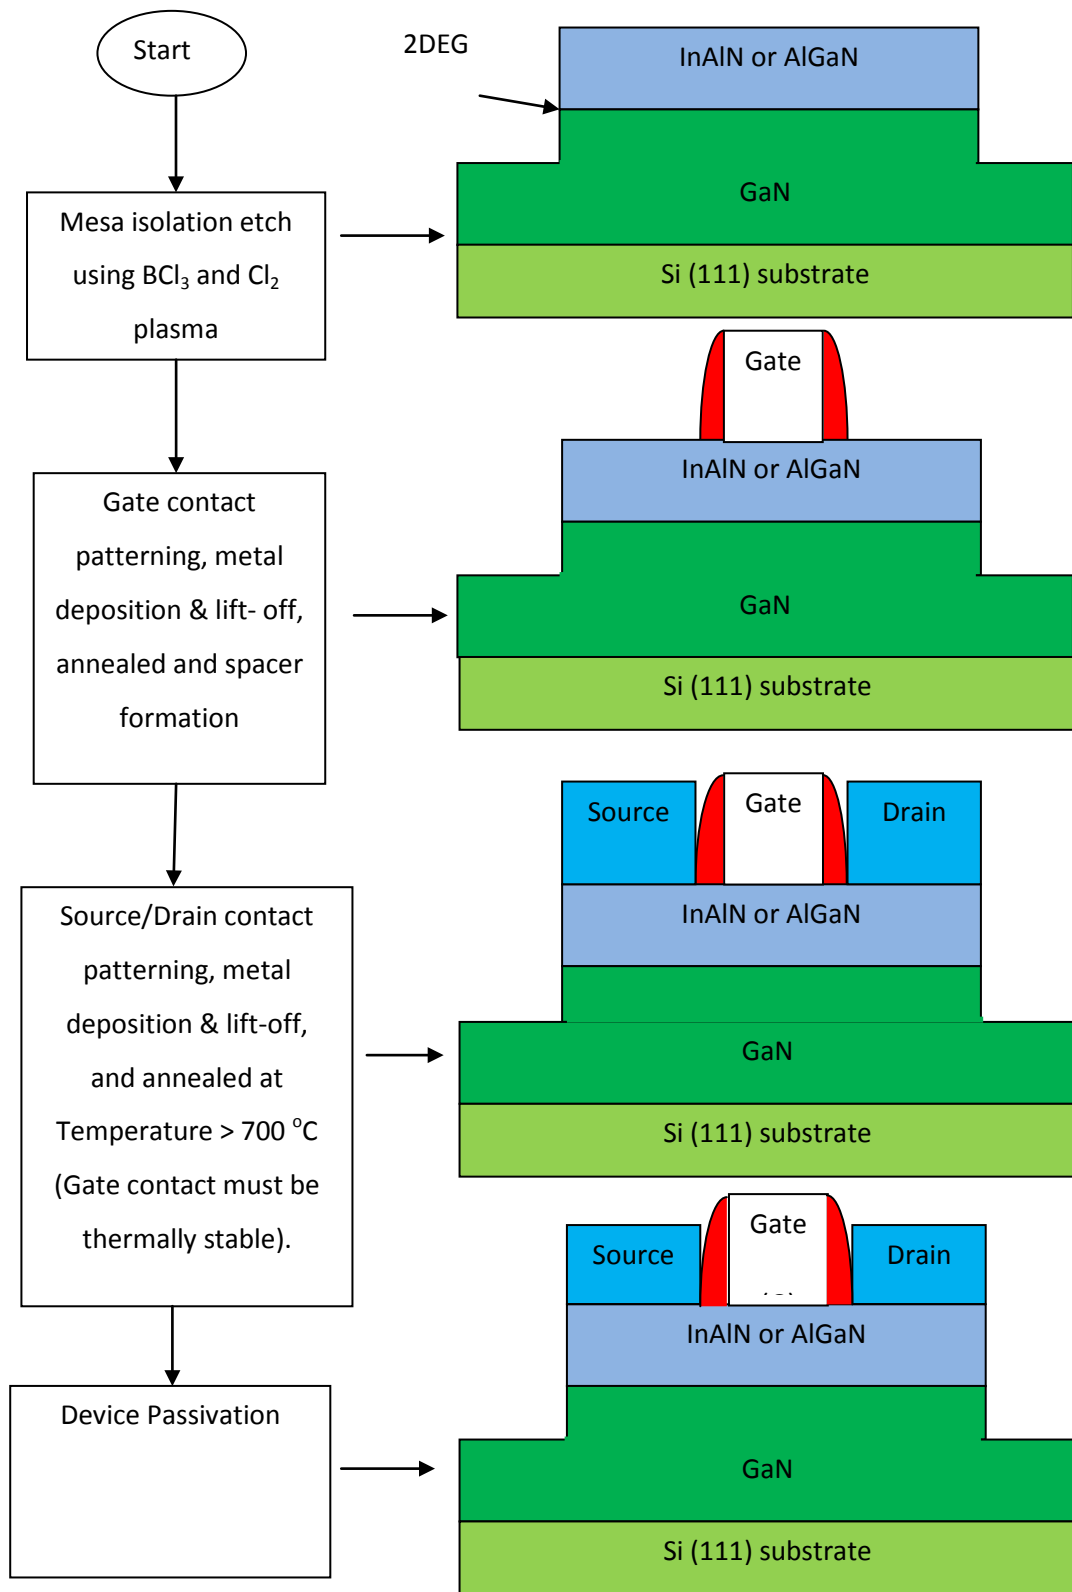 Start
2DEG
InAlN or AlGaN
GaN
Si (111) substrate
Mesa isolation etch
using BCl₃ and Cl₂
plasma
Gate
InAlN or AlGaN
GaN
Si (111) substrate
Gate contact
patterning, metal
deposition & lift- off,
annealed and spacer
formation
Source
Gate
Drain
InAlN or AlGaN
GaN
Si (111) substrate
Source/Drain contact
patterning, metal
deposition & lift-off,
and annealed at
Temperature > 700 °C
(Gate contact must be
thermally stable).
Source
Gate
Drain
InAlN or AlGaN
GaN
Si (111) substrate
Device Passivation